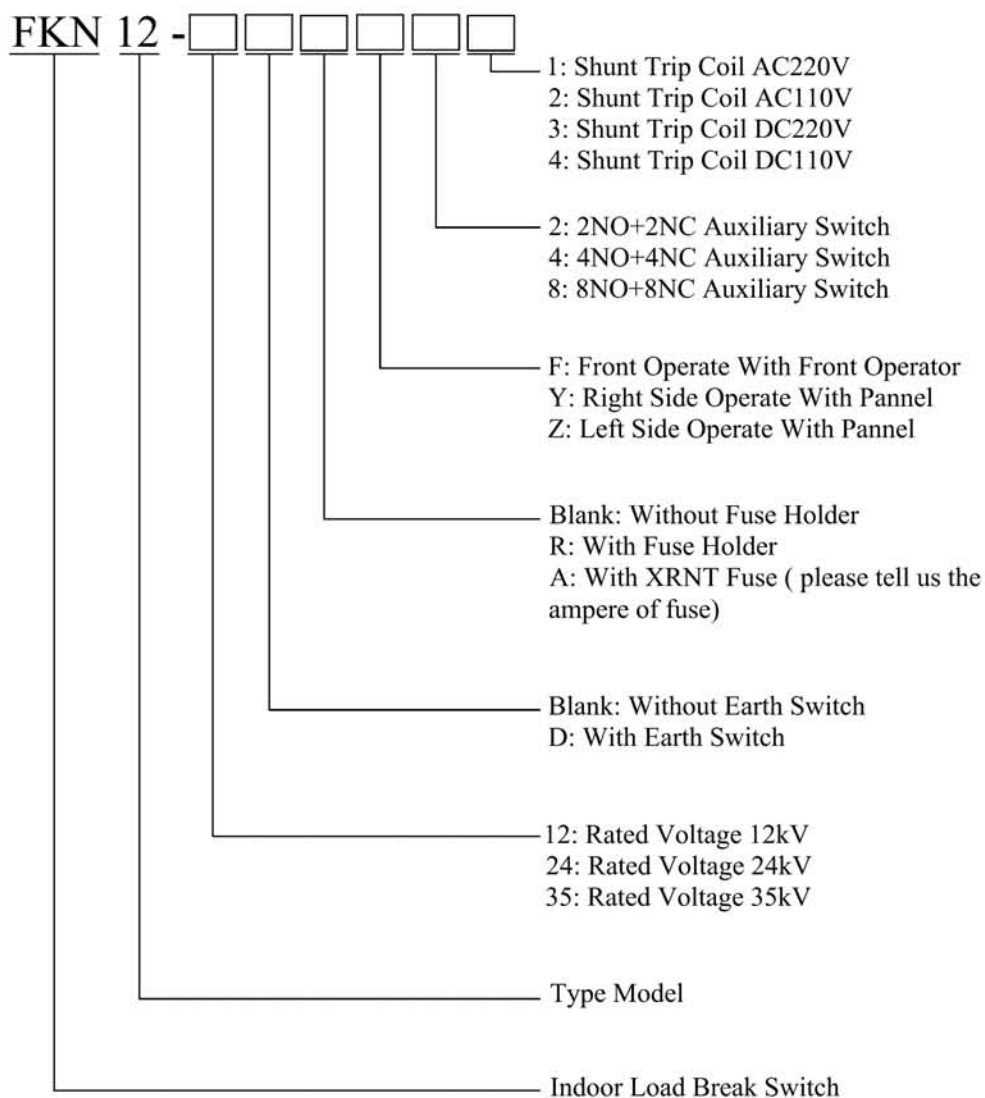 FKN 12 -
1: Shunt Trip Coil AC220V
2: Shunt Trip Coil AC110V
3: Shunt Trip Coil DC220V
4: Shunt Trip Coil DC110V
2: 2NO+2NC Auxiliary Switch
4: 4NO+4NC Auxiliary Switch
8: 8NO+8NC Auxiliary Switch
F: Front Operate With Front Operator
Y: Right Side Operate With Pannel
Z: Left Side Operate With Pannel
Blank: Without Fuse Holder
R: With Fuse Holder
A: With XRNT Fuse ( please tell us the
ampere of fuse)
Blank: Without Earth Switch
D: With Earth Switch
12: Rated Voltage 12kV
24: Rated Voltage 24kV
35: Rated Voltage 35kV
Type Model
Indoor Load Break Switch